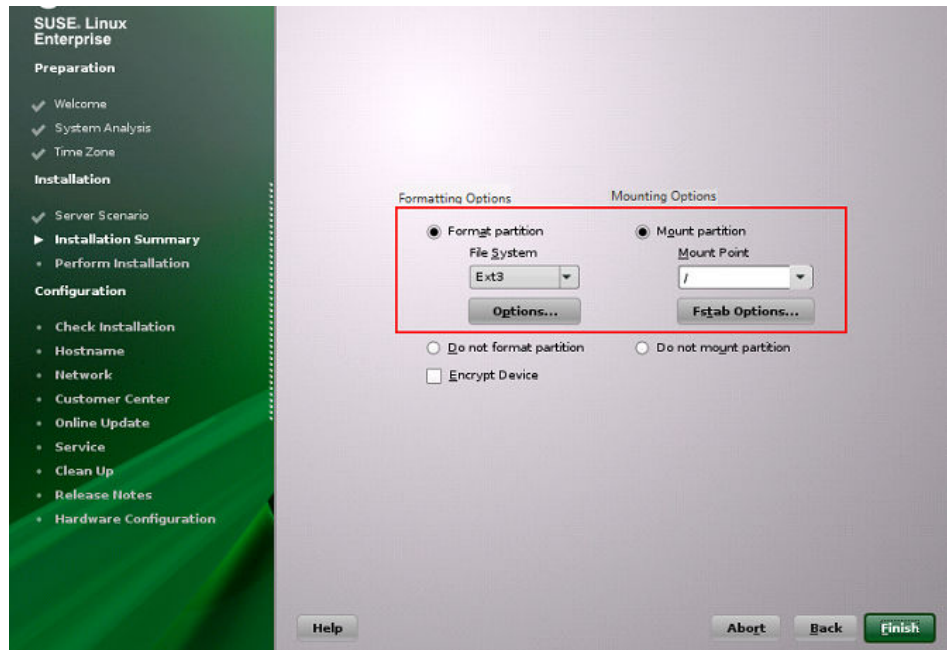 SUSE. Linux
Enterprise
Preparation
Welcome
System Analysis
Time Zone
Installation
Server Scenario
Installation Summary
Perform Installation
Configuration
Check Installation
Hostname
Network
Customer Center
Online Update
Service
Clean Up
Release Notes
Hardware Configuration
Formatting Options
Mounting Options
Format partition
Mount partition
File System
Mount Point
Ext3
/
Options...
Fstab Options...
Do not format partition
Do not mount partition
Encrypt Device
Help
Abort
Back
Finish